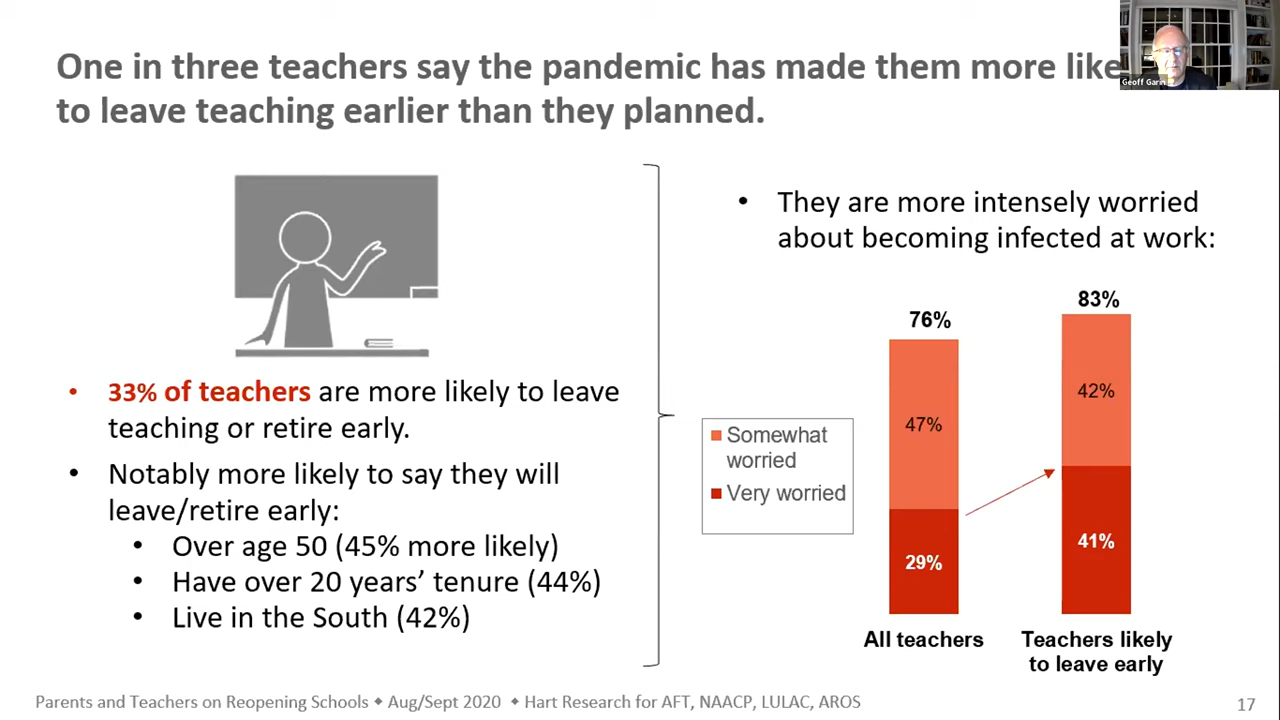 One in three teachers say the pandemic has made them more like
to leave teaching earlier than they planned.
Geoff Garin
33% of teachers are more likely to leave
teaching or retire early.
Notably more likely to say they will
leave/retire early:
Over age 50 (45% more likely)
Have over 20 years’ tenure (44%)
Live in the South (42%)
They are more intensely worried
about becoming infected at work:
76%
83%
47%
42%
29%
41%
Somewhat
worried
Very worried
All teachers
Teachers likely
to leave early
Parents and Teachers on Reopening Schools ◆ Aug/Sept 2020 ◆ Hart Research for AFT, NAACP, LULAC, AROS
17